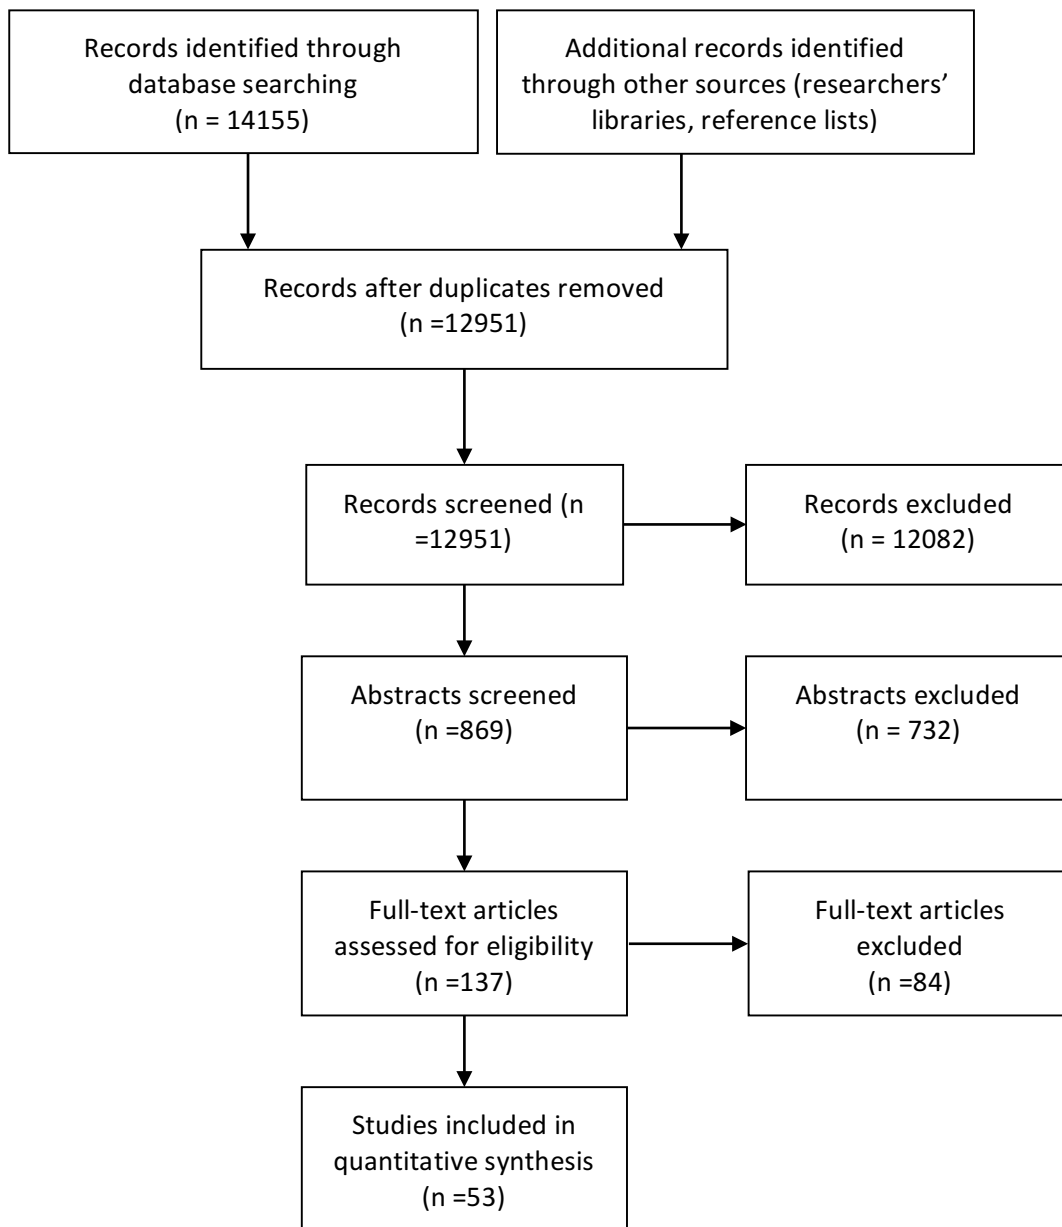 Records identified through
database searching
(n = 14155)
Additional records identified
through other sources (researchers’
libraries, reference lists)
Records after duplicates removed
(n =12951)
Records screened (n
=12951)
Records excluded
(n = 12082)
Abstracts screened
(n =869)
Abstracts excluded
(n = 732)
Full-text articles
assessed for eligibility
(n =137)
Full-text articles
excluded
(n =84)
Studies included in
quantitative synthesis
(n =53)